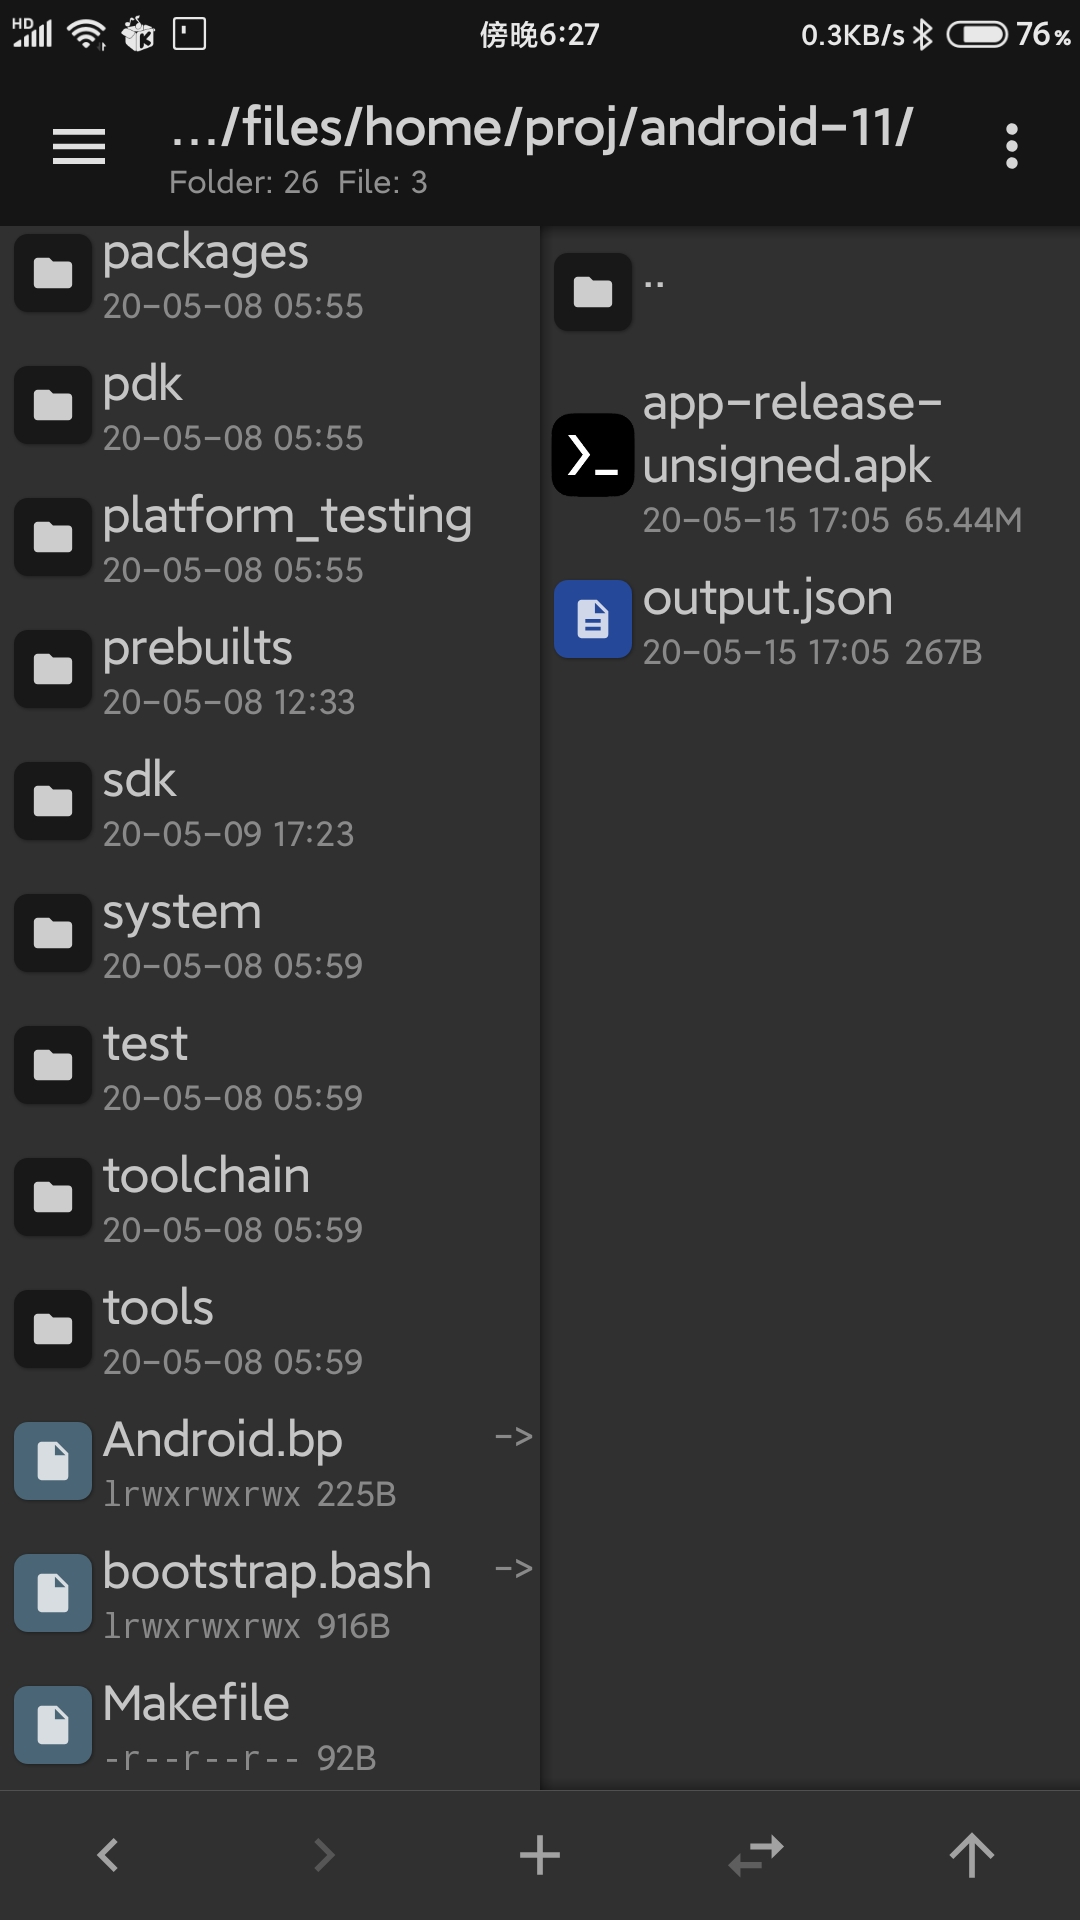 HD
傍晚6:27
0.3KB/s
76%
.../files/home/proj/android-11/
Folder: 26 File: 3
packages
20-05-08 05:55
pdk
20-05-08 05:55
platform_testing
20-05-08 05:55
prebuilts
20-05-08 12:33
sdk
20-05-09 17:23
system
20-05-08 05:59
test
20-05-08 05:59
toolchain
20-05-08 05:59
tools
20-05-08 05:59
Android.bp ->
lrwxrwxrwx 225B
bootstrap.bash ->
lrwxrwxrwx 916B
Makefile
-r--r--r-- 92B
..
app-release-
unsigned.apk
20-05-15 17:05 65.44M
output.json
20-05-15 17:05 267B